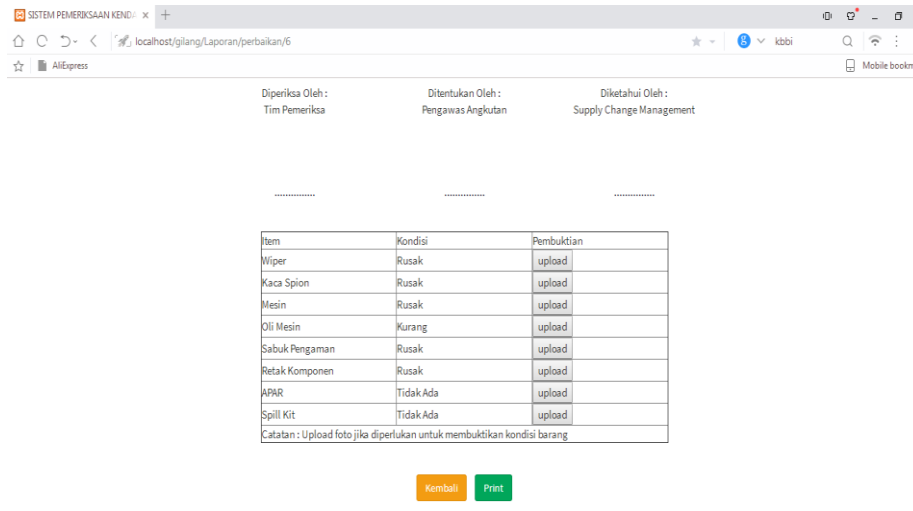 SISTEM PEMERIKSAAN KENDA
localhost/gilang/Laporan/perbaikan/6
kbbi
AliExpress
Mobile bookm
Diperiksa Oleh : Ditentukan Oleh : Diketahui Oleh :
Tim Pemeriksa Pengawas Angkutan Supply Change Management
............... ............... ...............
Item Kondisi Pembuktian
Wiper Rusak upload
Kaca Spion Rusak upload
Mesin Rusak upload
Oli Mesin Kurang upload
Sabuk Pengaman Rusak upload
Retak Komponen Rusak upload
APAR Tidak Ada upload
Spill Kit Tidak Ada upload
Catatan : Upload foto jika diperlukan untuk membuktikan kondisi barang
Kembali Print